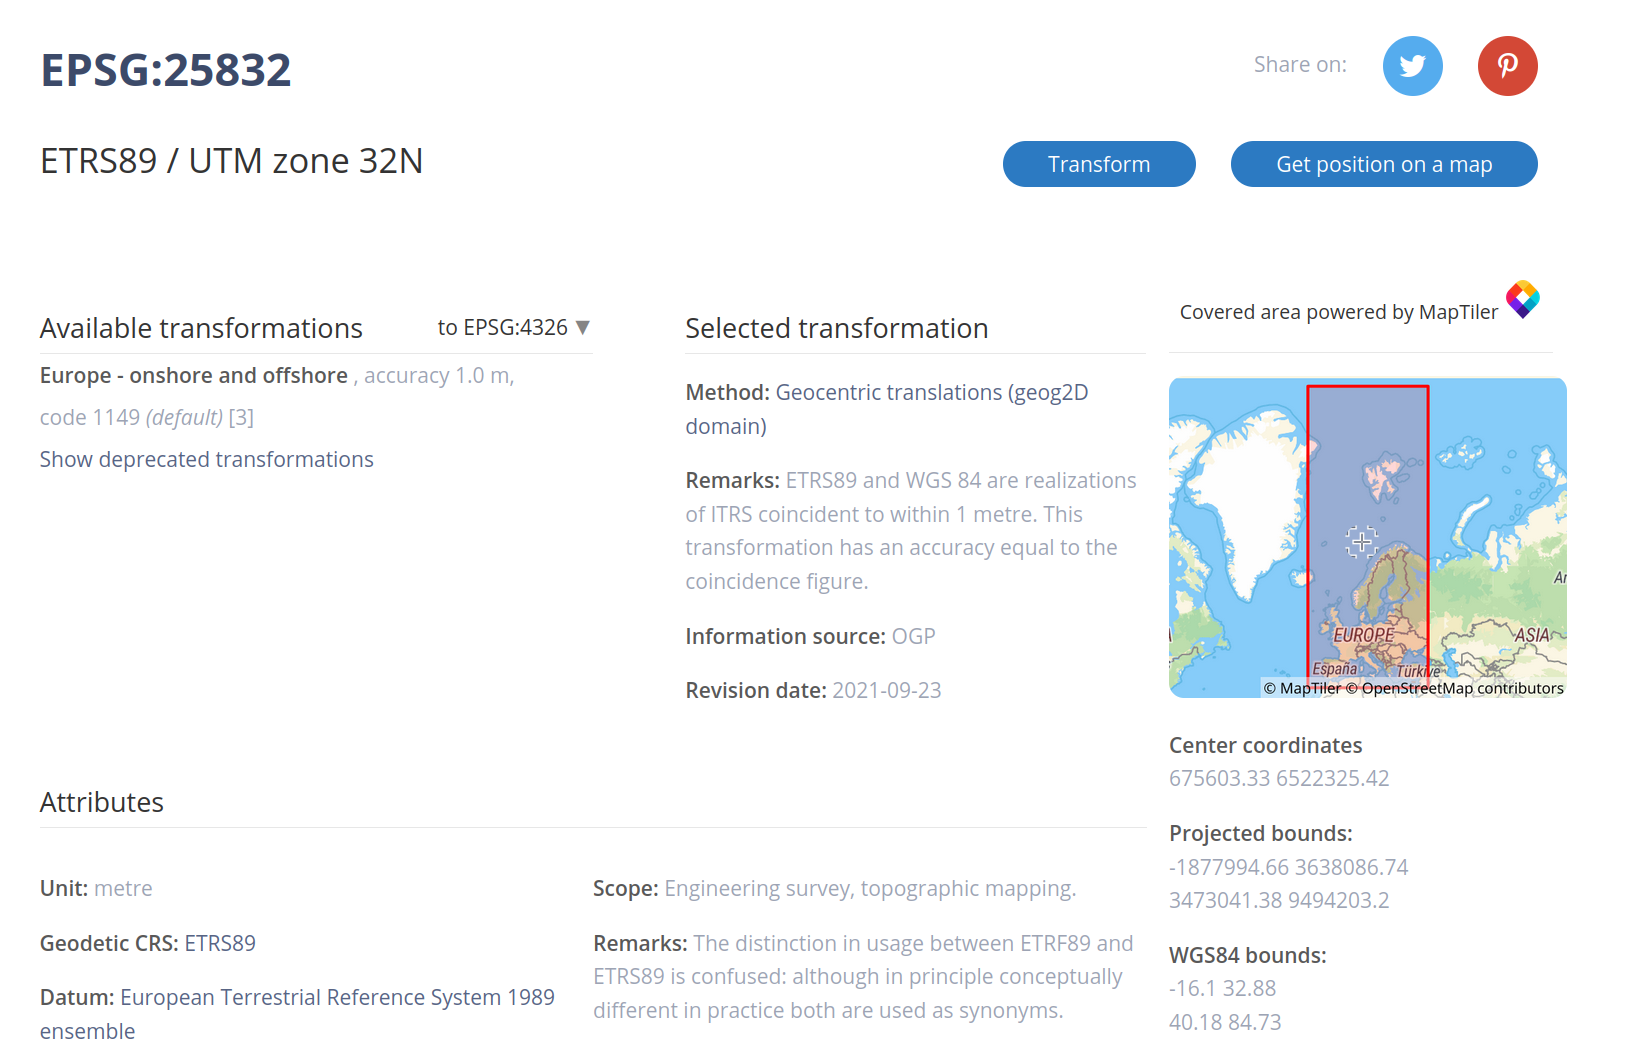 EPSG:25832
Share on:
ETRS89 / UTM zone 32N
Transform
Get position on a map
Available transformations
to EPSG:4326 ▼
Europe - onshore and offshore , accuracy 1.0 m,
code 1149 (default) [3]
Show deprecated transformations
Selected transformation
Method: Geocentric translations (geog2D
domain)
Remarks: ETRS89 and WGS 84 are realizations
of ITRS coincident to within 1 metre. This
transformation has an accuracy equal to the
coincidence figure.
Information source: OGP
Revision date: 2021-09-23
Covered area powered by MapTiler
EUROPE
ASIA
España
Türkiye
© MapTiler © OpenStreetMap contributors
Center coordinates
675603.33 6522325.42
Projected bounds:
-1877994.66 3638086.74
3473041.38 9494203.2
WGS84 bounds:
-16.1 32.88
40.18 84.73
Attributes
Unit: metre
Geodetic CRS: ETRS89
Datum: European Terrestrial Reference System 1989
ensemble
Scope: Engineering survey, topographic mapping.
Remarks: The distinction in usage between ETRF89 and
ETRS89 is confused: although in principle conceptually
different in practice both are used as synonyms.